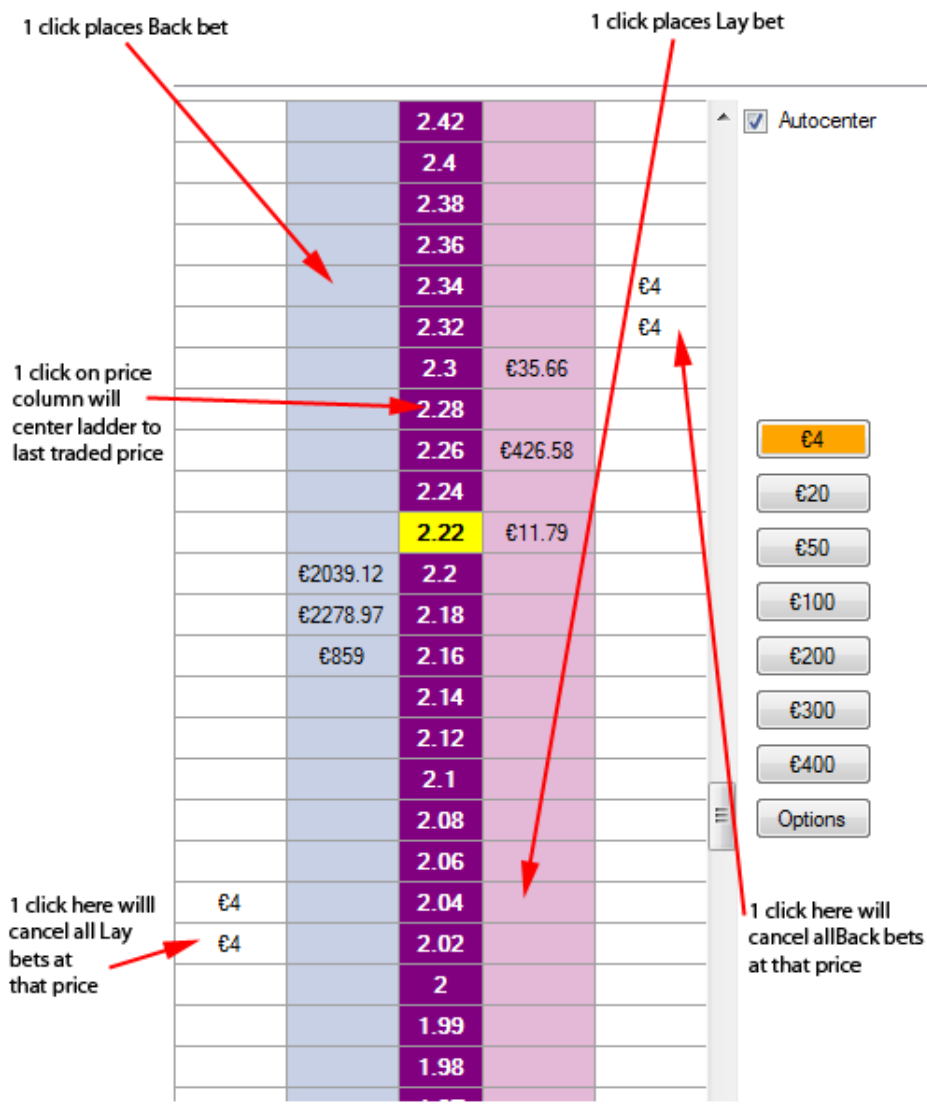 1 click places Back bet
1 click places Lay bet
2.42
Autocenter
2.4
2.38
2.36
2.34 €4
2.32 €4
1 click on price
column will
center ladder to
last traded price
2.3 €35.66
2.28
2.26 €426.58
2.24
2.22 €11.79
€2039.12 2.2
€2278.97 2.18
€859 2.16
2.14
2.12
2.1
2.08
2.06
€4 2.04
€4 2.02
2
1.99
1.98
€4
€20
€50
€100
€200
€300
€400
Options
1 click here willl
cancel all Lay
bets at
that price
1 click here will
cancel allBack bets
at that price